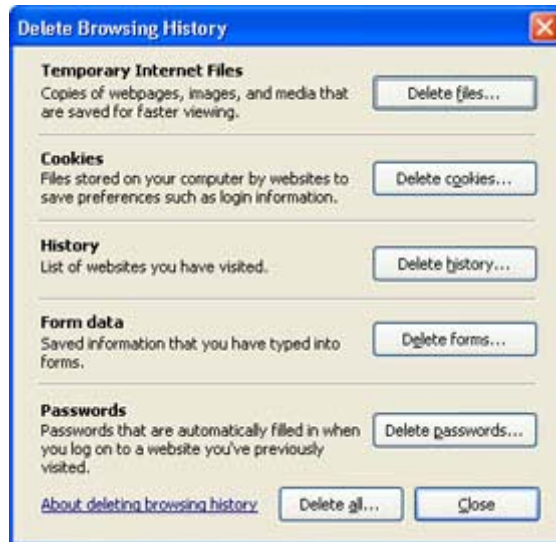 Delete Browsing History
Temporary Internet Files
Copies of webpages, images, and media that
are saved for faster viewing.
Delete files...
Cookies
Files stored on your computer by websites to
save preferences such as login information.
Delete cookies...
History
List of websites you have visited.
Delete history...
Form data
Saved information that you have typed into
forms.
Delete forms...
Passwords
Passwords that are automatically filled in when
you log on to a website you've previously
visited.
Delete passwords...
About deleting browsing history
Delete all...
Close